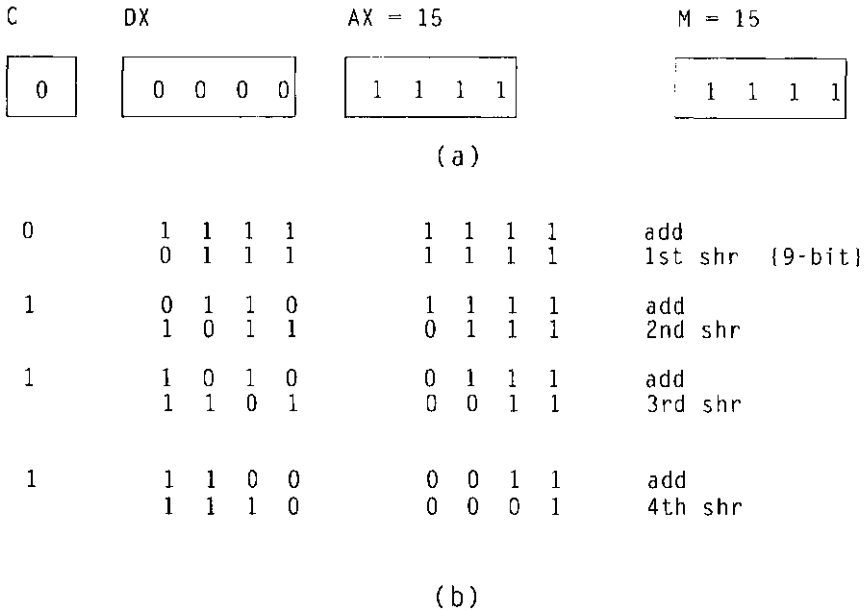 C DX AX = 15 M = 15
0 0 0 0 0 1 1 1 1 1 1 1 1
(a)
0 1 1 1 1 1 1 1 1 add
0 1 1 1 1 1 1 1 1st shr {9-bit}
1 0 1 1 0 1 1 1 1 add
1 0 1 1 0 1 1 1 2nd shr
1 1 0 1 0 0 1 1 1 add
1 1 0 1 0 0 1 1 3rd shr
1 1 1 0 0 0 0 1 1 add
1 1 1 0 0 0 0 1 4th shr
(b)